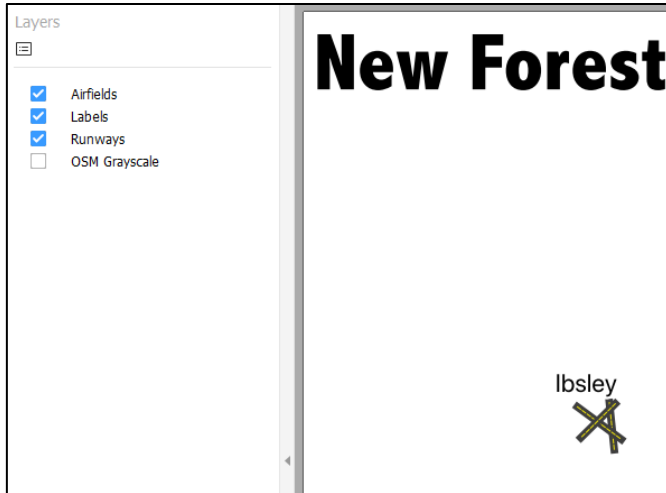 Layers
Airfields
Labels
Runways
OSM Grayscale
New Forest
Ibsley